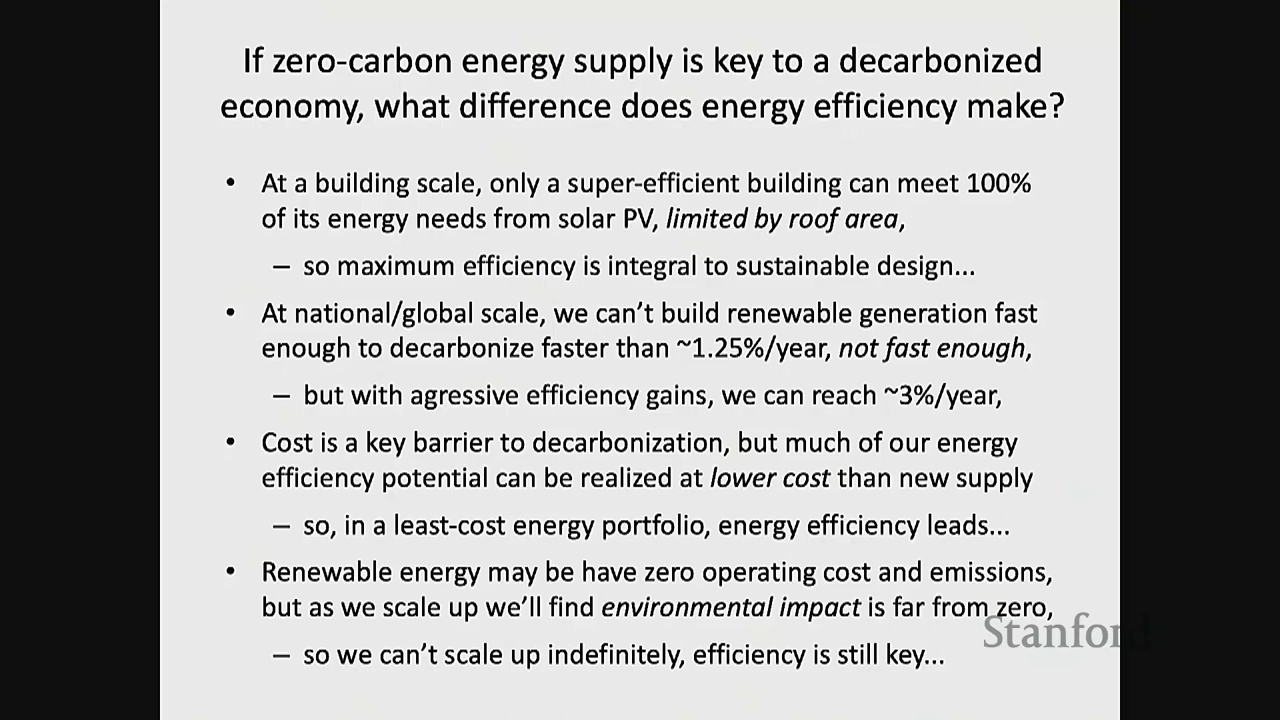 If zero-carbon energy supply is key to a decarbonized
economy, what difference does energy efficiency make?
• At a building scale, only a super-efficient building can meet 100%
of its energy needs from solar PV, limited by roof area,
– so maximum efficiency is integral to sustainable design...
• At national/global scale, we can't build renewable generation fast
enough to decarbonize faster than ~1.25%/year, not fast enough,
– but with agressive efficiency gains, we can reach ~3%/year,
• Cost is a key barrier to decarbonization, but much of our energy
efficiency potential can be realized at lower cost than new supply
– so, in a least-cost energy portfolio, energy efficiency leads...
• Renewable energy may be have zero operating cost and emissions,
but as we scale up we'll find environmental impact is far from zero,
– so we can't scale up indefinitely, efficiency is still key...
Stanford